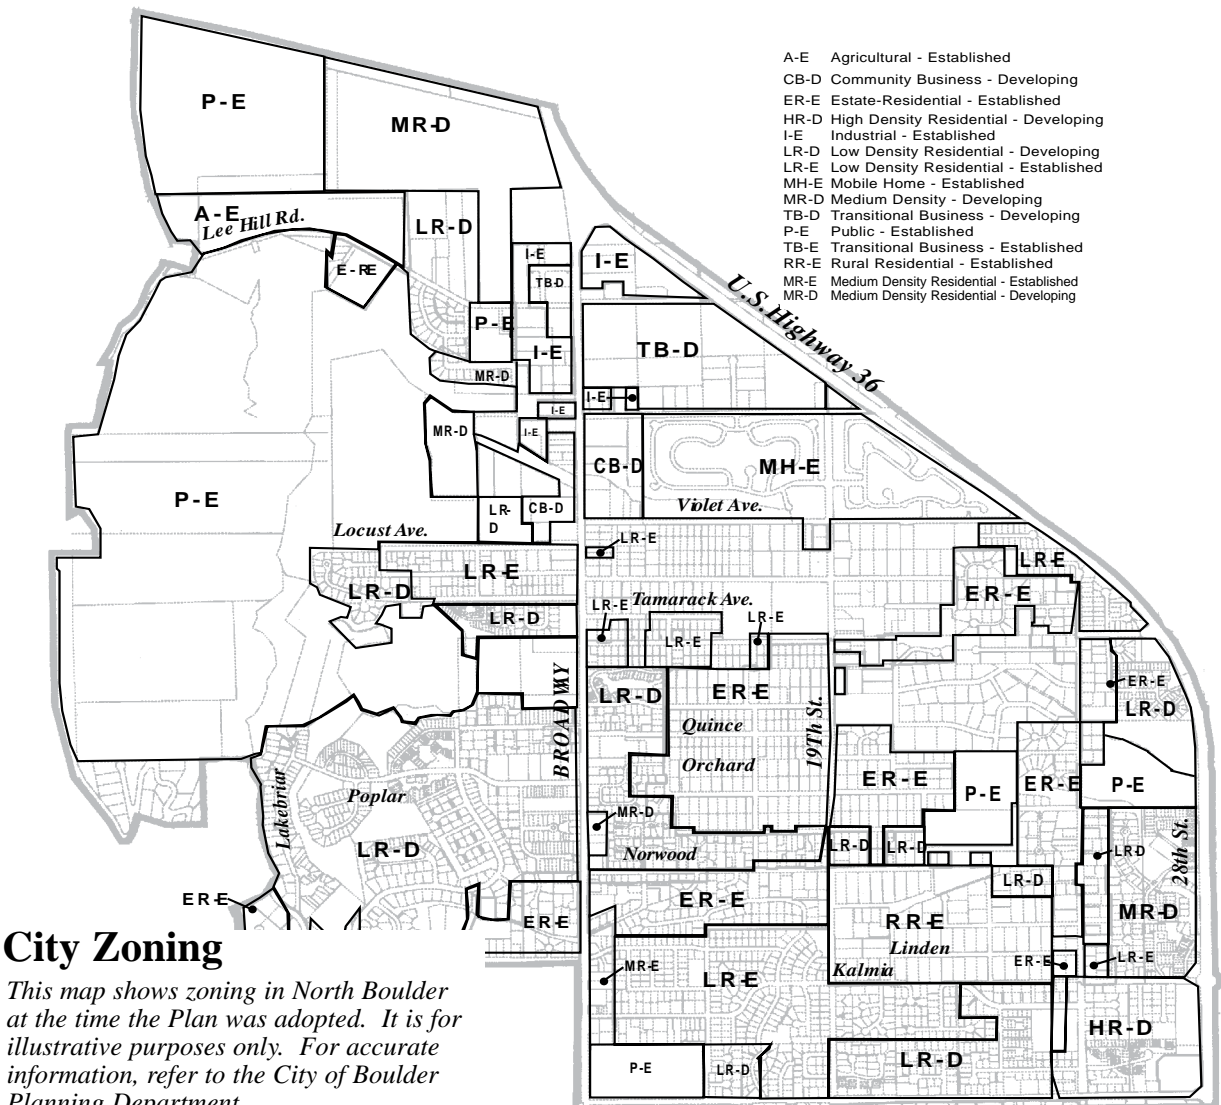 A-E Agricultural - Established
CB-D Community Business - Developing
ER-E Estate-Residential - Established
HR-D High Density Residential - Developing
I-E Industrial - Established
LR-D Low Density Residential - Developing
LR-E Low Density Residential - Established
MH-E Mobile Home - Established
MR-D Medium Density - Developing
TB-D Transitional Business - Developing
P-E Public - Established
TB-E Transitional Business - Established
RR-E Rural Residential - Established
MR-E Medium Density Residential - Established
MR-D Medium Density Residential - Developing
P-E
MR-D
A-E
Lee Hill Rd.
LR-D
E-RE
I-E
TB-D
I-E
U.S. Highway 36
P-E
I-E
TB-D
MR-D
I-E
I-E
MR-D
I-E
CB-D
MH-E
P-E
LR-
D
CB-D
Violet Ave.
Locust Ave.
LR-E
LR-E
LR-E
LR-D
ER-E
LR-E
Tamarack Ave.
LR-D
LR-E
LR-E
BROADWAY
LR-D
ER-E
19Th St.
ER-E
LR-D
Quince
Orchard
ER-E
ER-E
P-E
P-E
Lakebriar
Poplar
MR-D
LR-D
Norwood
LR-D
LR-D
LR-D
28th St.
LR-D
ER-E
ER-E
ER-E
RR-E
MR-D
Linden
Kalmia
ER-E
LR-E
MR-E
LR-E
HR-D
P-E
LR-D
LR-D
City Zoning
This map shows zoning in North Boulder
at the time the Plan was adopted. It is for
illustrative purposes only. For accurate
information, refer to the City of Boulder
Planning Department